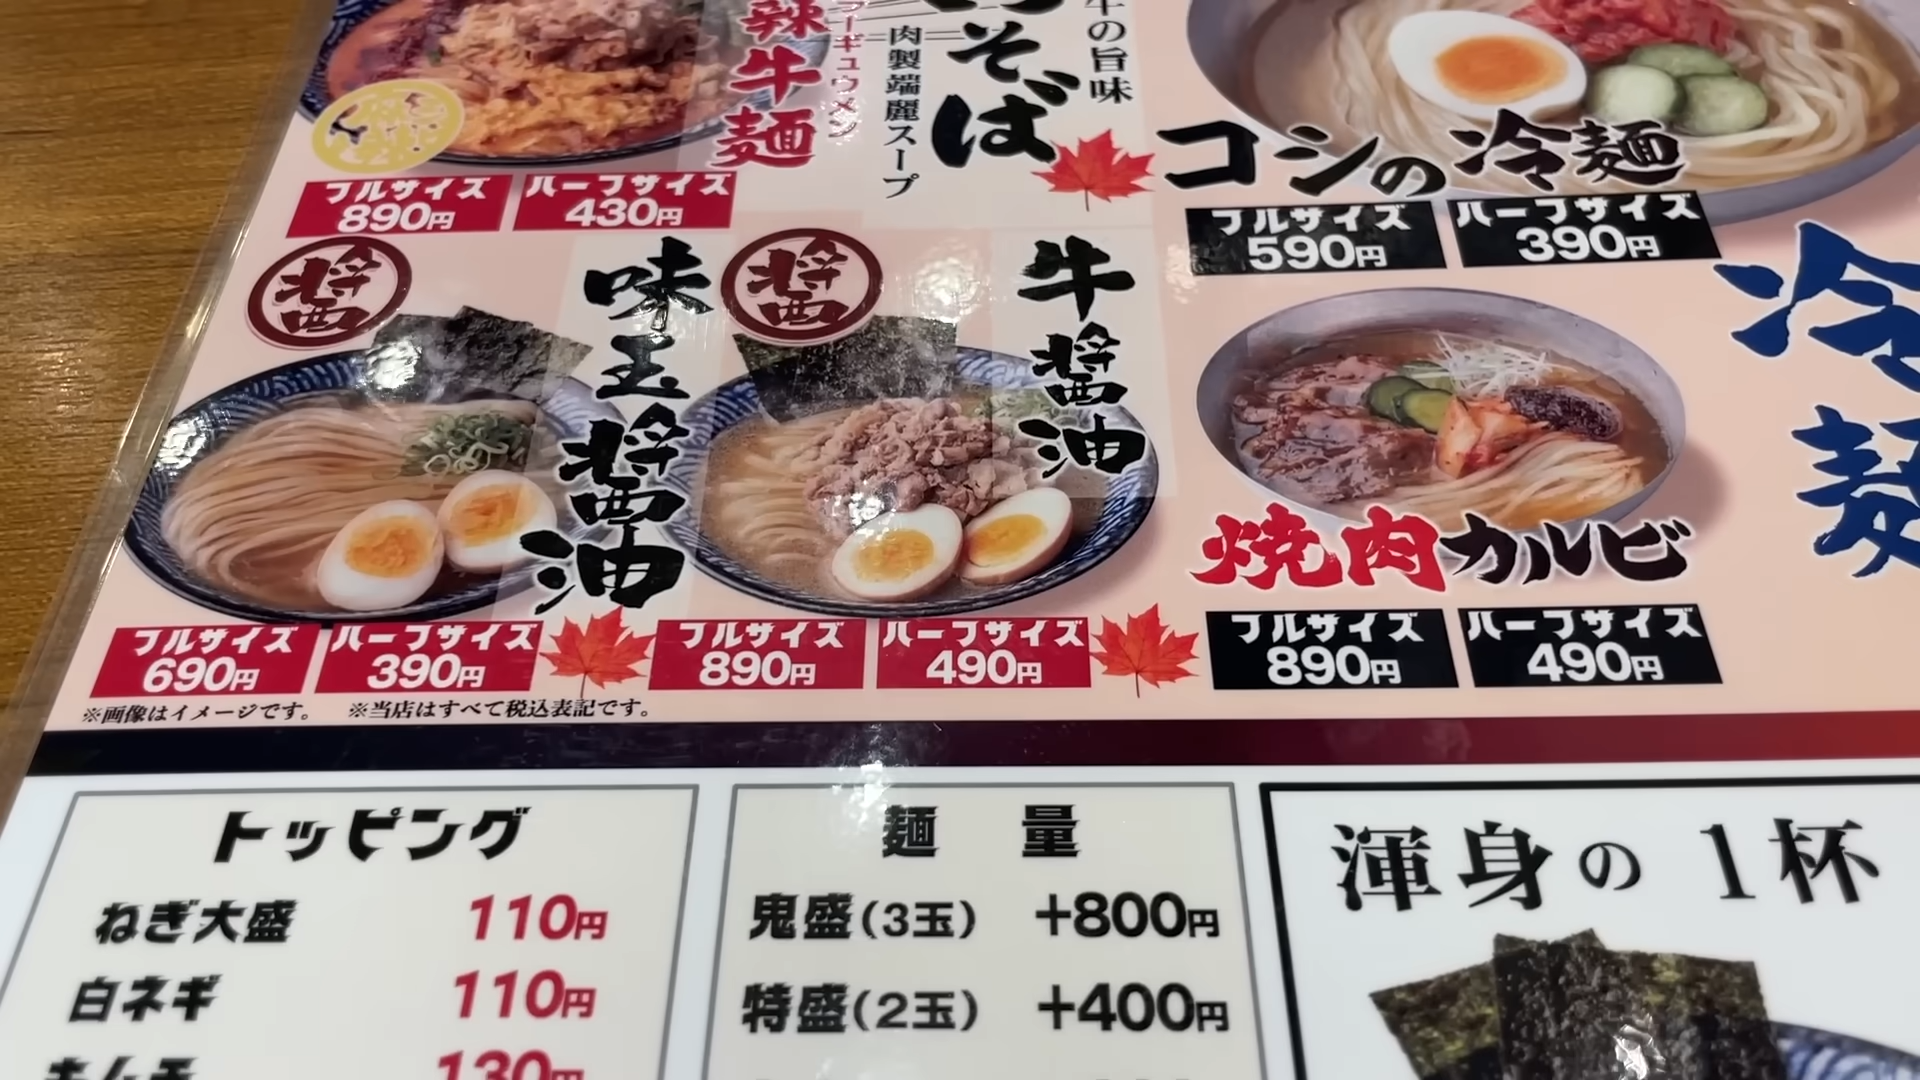 辣牛麺
ラーギュウメン
肉製端麗スープ
そば
牛の旨味
フルサイズ
890円
ハーフサイズ
430円
コシの冷麺
フルサイズ
590円
ハーフサイズ
390円
冷麺
醤
味玉醤油
フルサイズ
690円
ハーフサイズ
390円
醤
牛醤油
フルサイズ
890円
ハーフサイズ
490円
焼肉カルビ
フルサイズ
890円
ハーフサイズ
490円
※画像はイメージです。 ※当店はすべて税込表記です。
トッピング
ねぎ大盛 110円
白ネギ 110円
キムチ 130円
麺 量
鬼盛(3玉) +800円
特盛(2玉) +400円
渾身の1杯